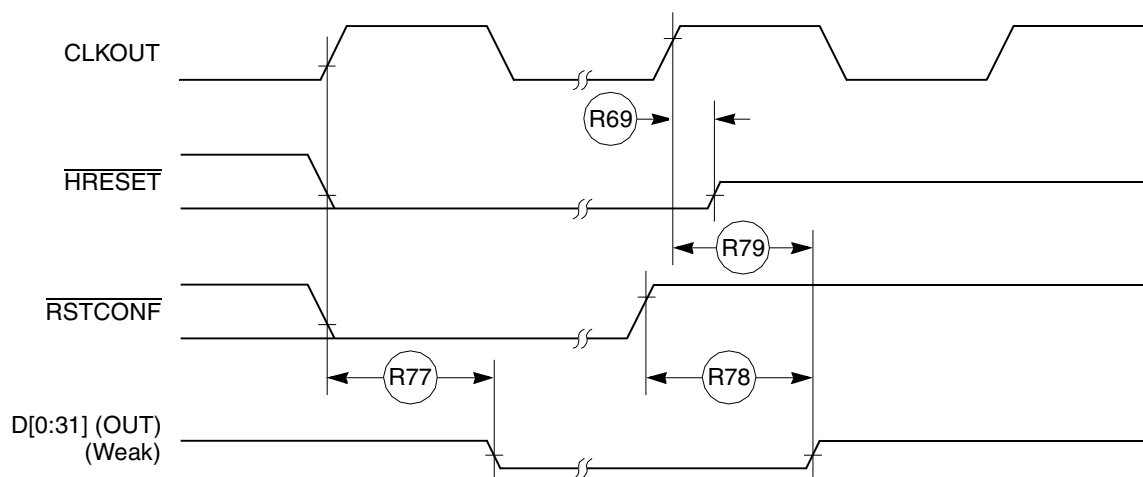 CLKOUT
R69
HRESET
R79
RSTCONF
R77
R78
D[0:31] (OUT)
(Weak)